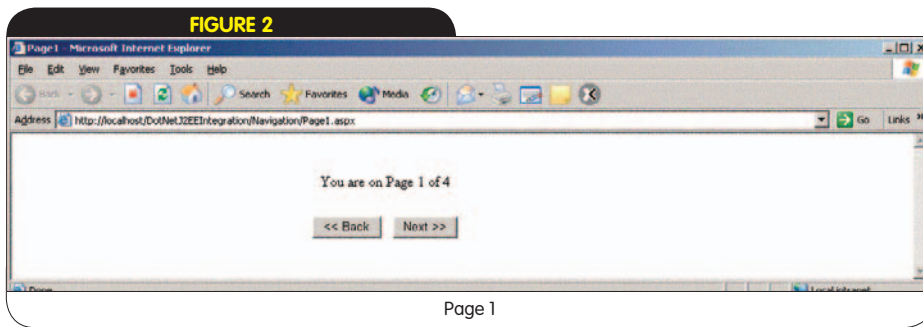 FIGURE 2
Page1 - Microsoft Internet Explorer
File Edit View Favorites Tools Help
Back Search Favorites Media
Address http://localhost/DotNetJ2EEIntegration/Navigation/Page1.aspx Go Links »
You are on Page 1 of 4
<< Back Next >>
Done Local intranet
Page 1